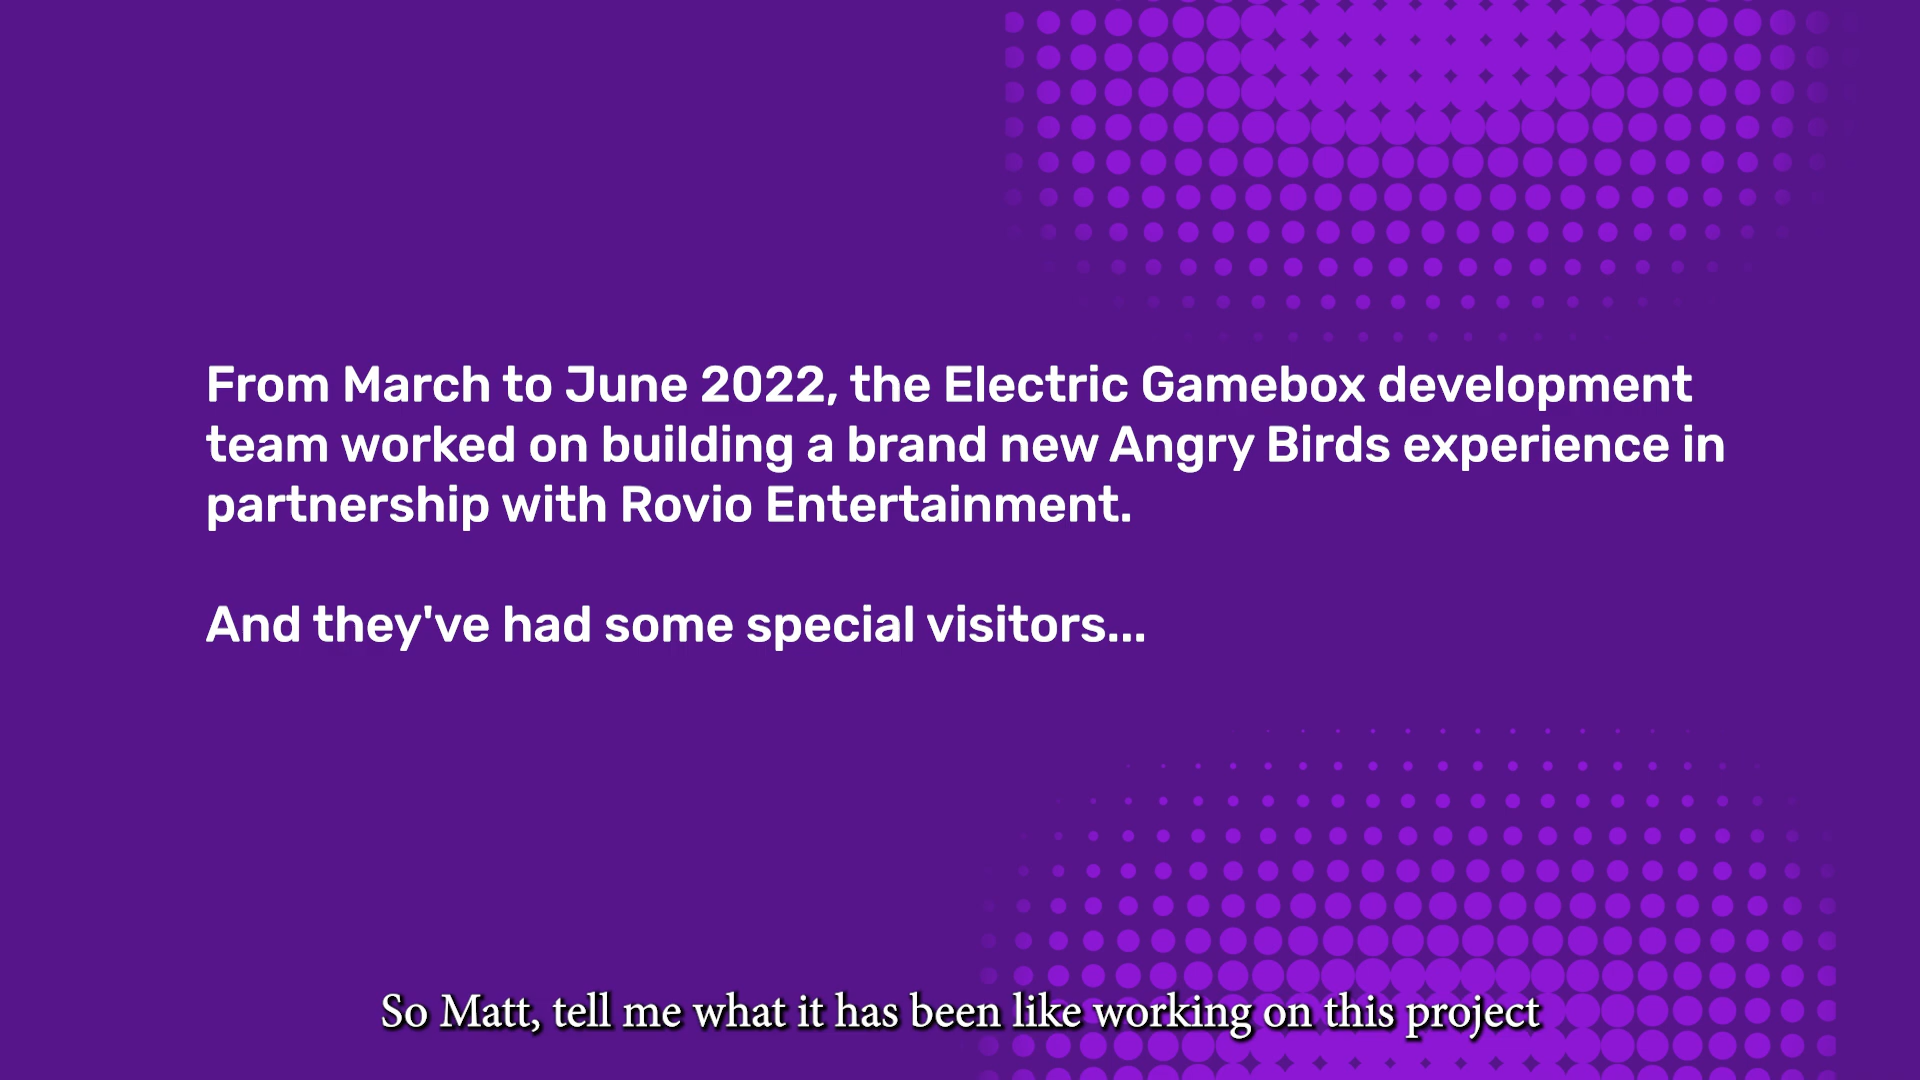 From March to June 2022, the Electric Gamebox development
team worked on building a brand new Angry Birds experience in
partnership with Rovio Entertainment.
And they've had some special visitors...
So Matt, tell me what it has been like working on this project